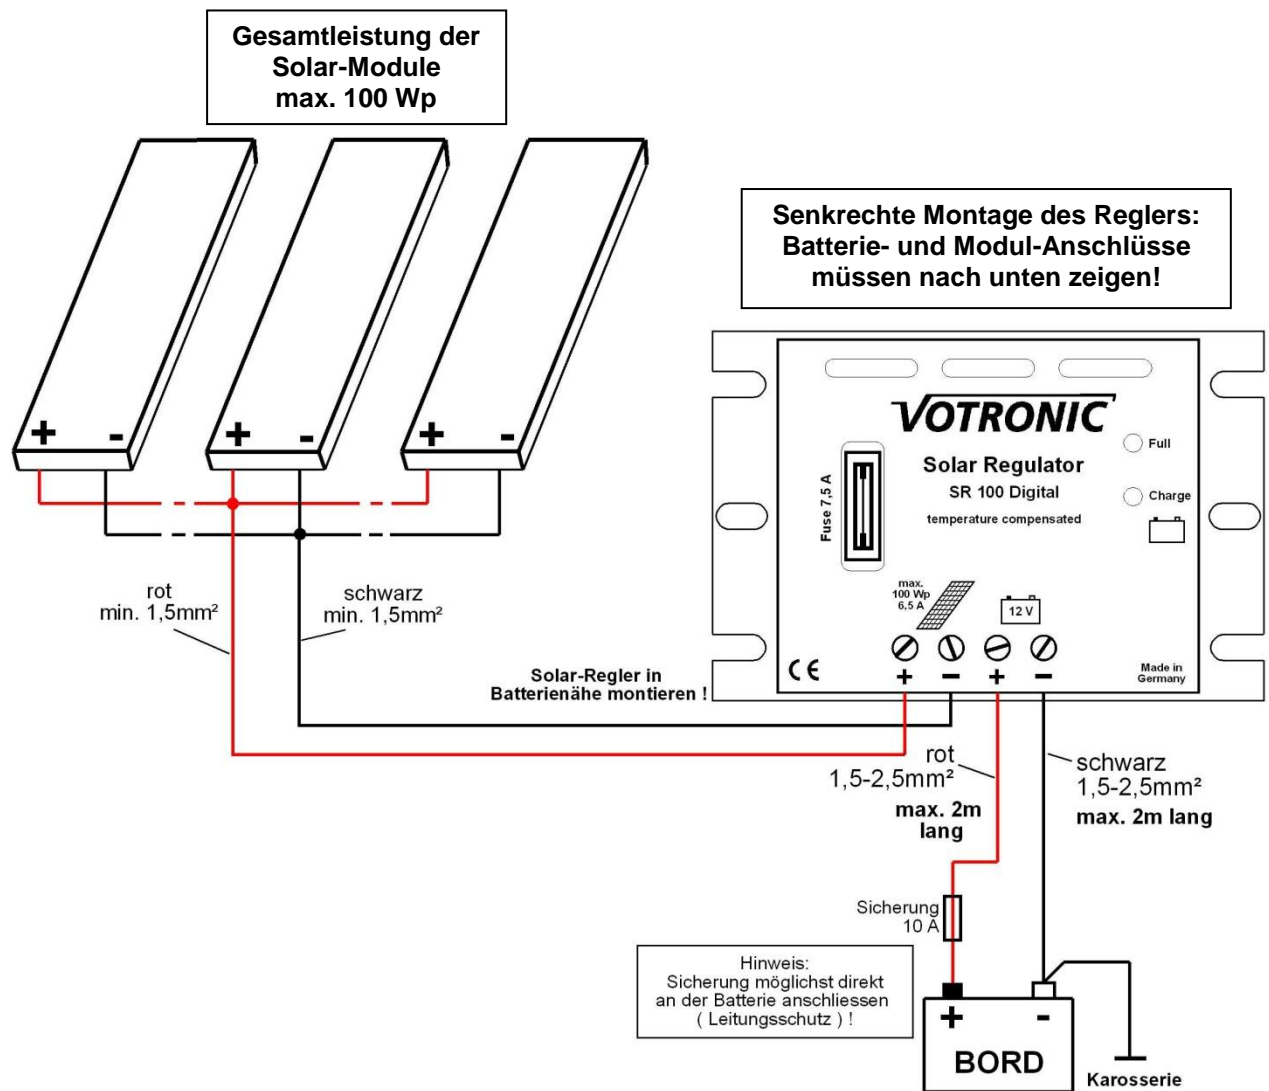 Gesamtleistung der
Solar-Module
max. 100 Wp
Senkrechte Montage des Reglers:
Batterie- und Modul-Anschlüsse
müssen nach unten zeigen!
+ -
+ -
+ -
VOTRONIC
Solar Regulator
SR 100 Digital
temperature compensated
Full
Charge
Fuse 7,5 A
max.
100 Wp
6,5 A
12 V
+ − + −
CE
Made in
Germany
rot
min. 1,5mm²
schwarz
min. 1,5mm²
Solar-Regler in
Batterienähe montieren !
rot
1,5-2,5mm²
max. 2m
lang
schwarz
1,5-2,5mm²
max. 2m lang
Sicherung
10 A
Hinweis:
Sicherung möglichst direkt
an der Batterie anschliessen
( Leitungsschutz ) !
+ -
BORD
Karosserie